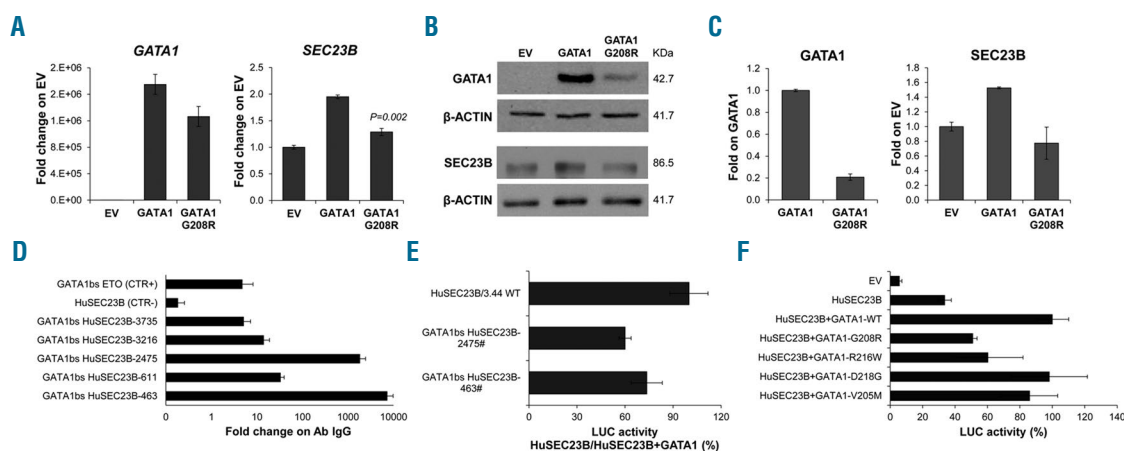 A
GATA1
Fold change on EV
2.E+06
2.E+06
1.E+06
8.E+05
4.E+05
0.E+00
EV
GATA1
GATA1
G208R
SEC23B
Fold change on EV
2.5
2.0
1.5
1.0
0.5
0.0
P=0.002
EV
GATA1
GATA1
G208R
B
EV
GATA1
GATA1
G208R
KDa
GATA1
42.7
β-ACTIN
41.7
SEC23B
86.5
β-ACTIN
41.7
C
GATA1
Fold on GATA1
1.0
0.8
0.6
0.4
0.2
0.0
GATA1
GATA1
G208R
SEC23B
Fold on EV
1.8
1.6
1.4
1.2
1.0
0.8
0.6
0.4
0.2
0.0
EV
GATA1
GATA1
G208R
D
GATA1bs ETO (CTR+)
HuSEC23B (CTR-)
GATA1bs HuSEC23B-3735
GATA1bs HuSEC23B-3216
GATA1bs HuSEC23B-2475
GATA1bs HuSEC23B-611
GATA1bs HuSEC23B-463
0
1
10
100
1000
10000
Fold change on Ab IgG
E
HuSEC23B/3.44 WT
GATA1bs HuSEC23B-
2475#
GATA1bs HuSEC23B-
463#
0
30
60
90
120
LUC activity
HuSEC23B/HuSEC23B+GATA1 (%)
F
EV
HuSEC23B
HuSEC23B+GATA1-WT
HuSEC23B+GATA1-G208R
HuSEC23B+GATA1-R216W
HuSEC23B+GATA1-D218G
HuSEC23B+GATA1-V205M
0
20
40
60
80
100
120
LUC activity (%)